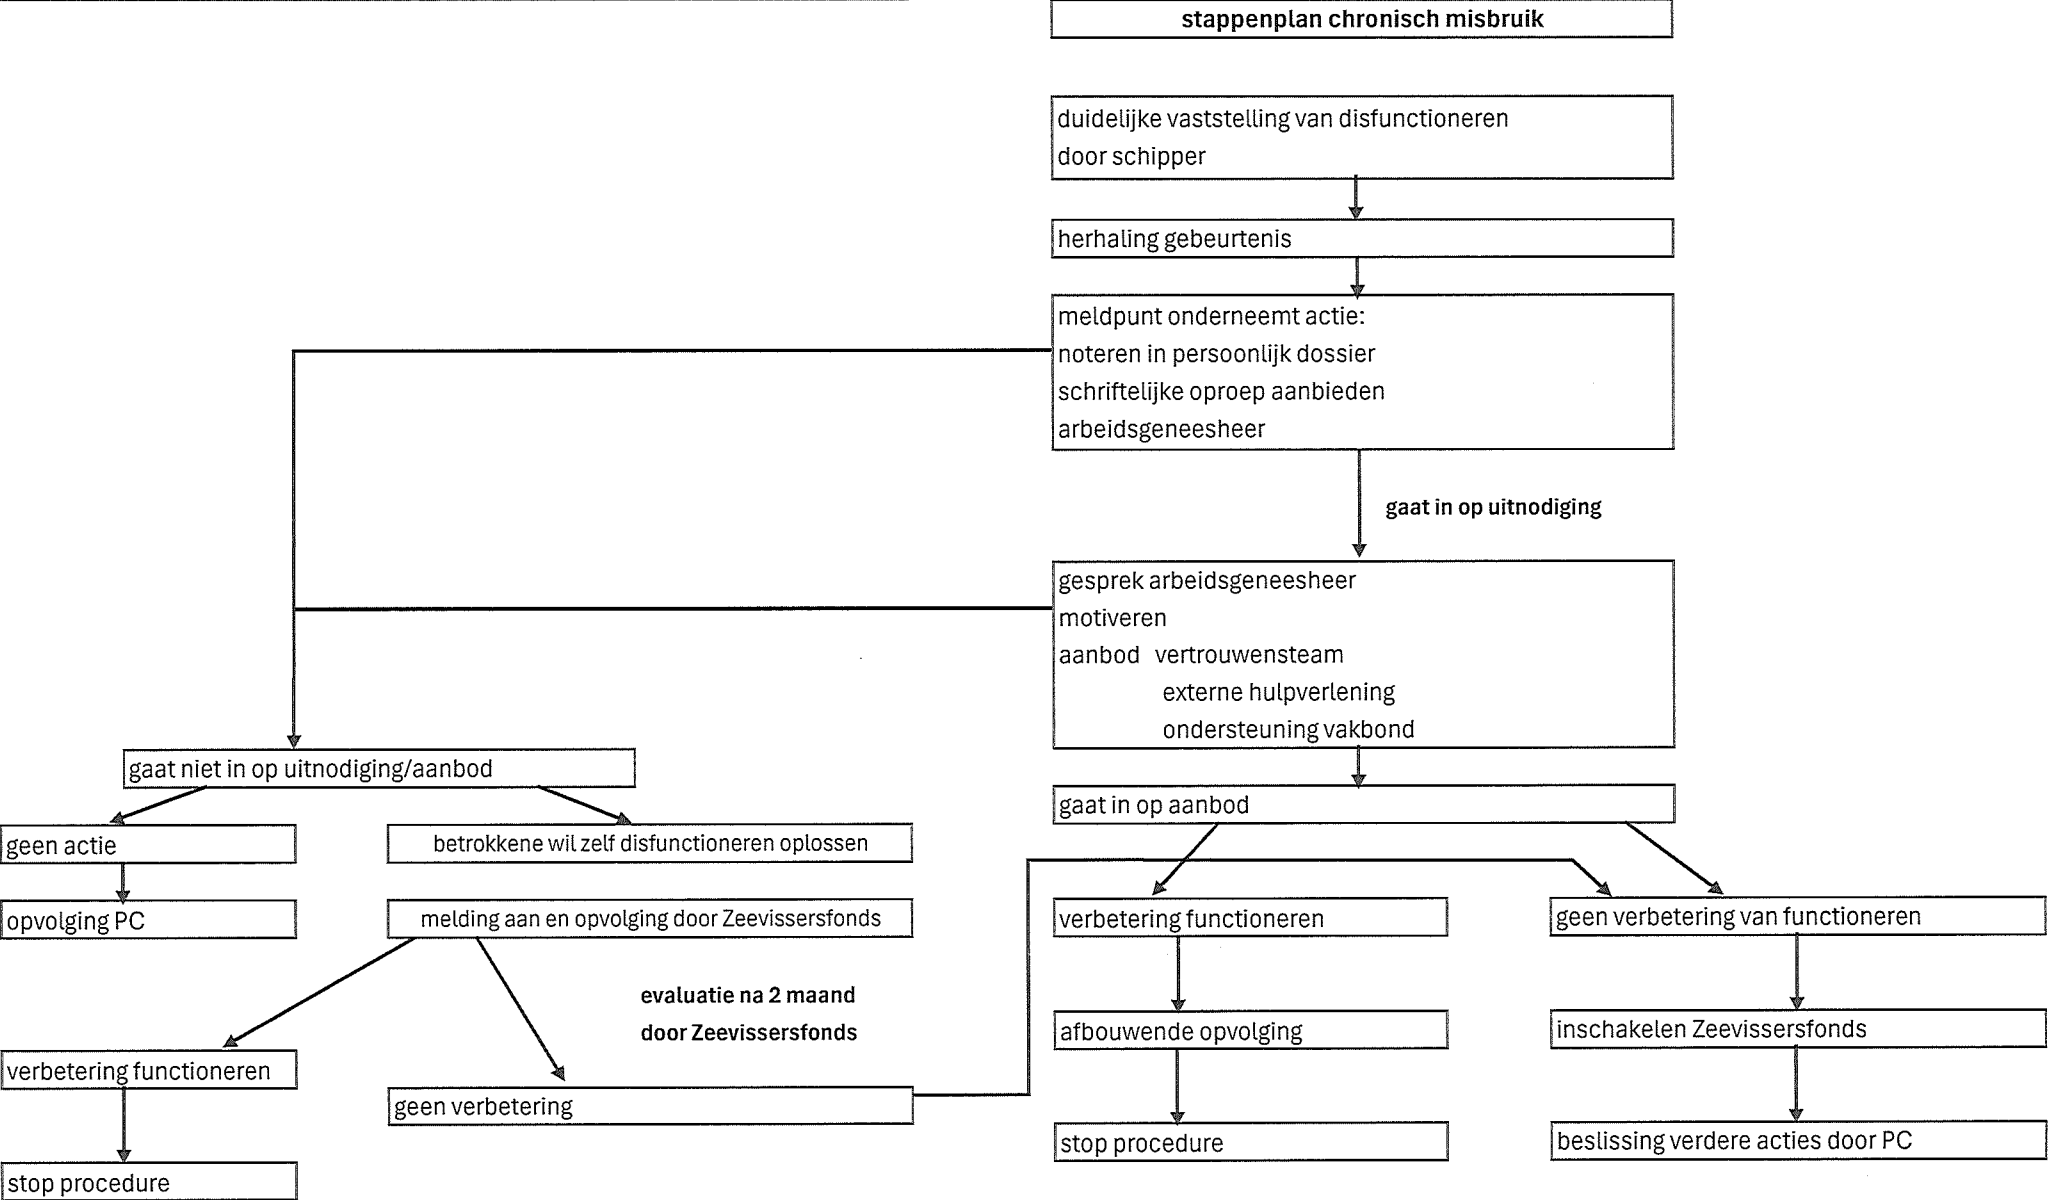 stappenplan chronisch misbruik
duidelijke vaststelling van disfunctioneren
door schipper
herhaling gebeurtenis
meldpunt onderneemt actie:
noteren in persoonlijk dossier
schriftelijke oproep aanbieden
arbeidsgeneesheer
gaat in op uitnodiging
gesprek arbeidsgeneesheer
motiveren
aanbod vertrouwensteam
externe hulpverlening
ondersteuning vakbond
gaat niet in op uitnodiging/aanbod
gaat in op aanbod
geen actie
betrokkene wil zelf disfunctioneren oplossen
opvolging PC
melding aan en opvolging door Zeevissersfonds
verbetering functioneren
geen verbetering van functioneren
evaluatie na 2 maand
door Zeevissersfonds
afbouwende opvolging
inschakelen Zeevissersfonds
verbetering functioneren
geen verbetering
stop procedure
beslissing verdere acties door PC
stop procedure